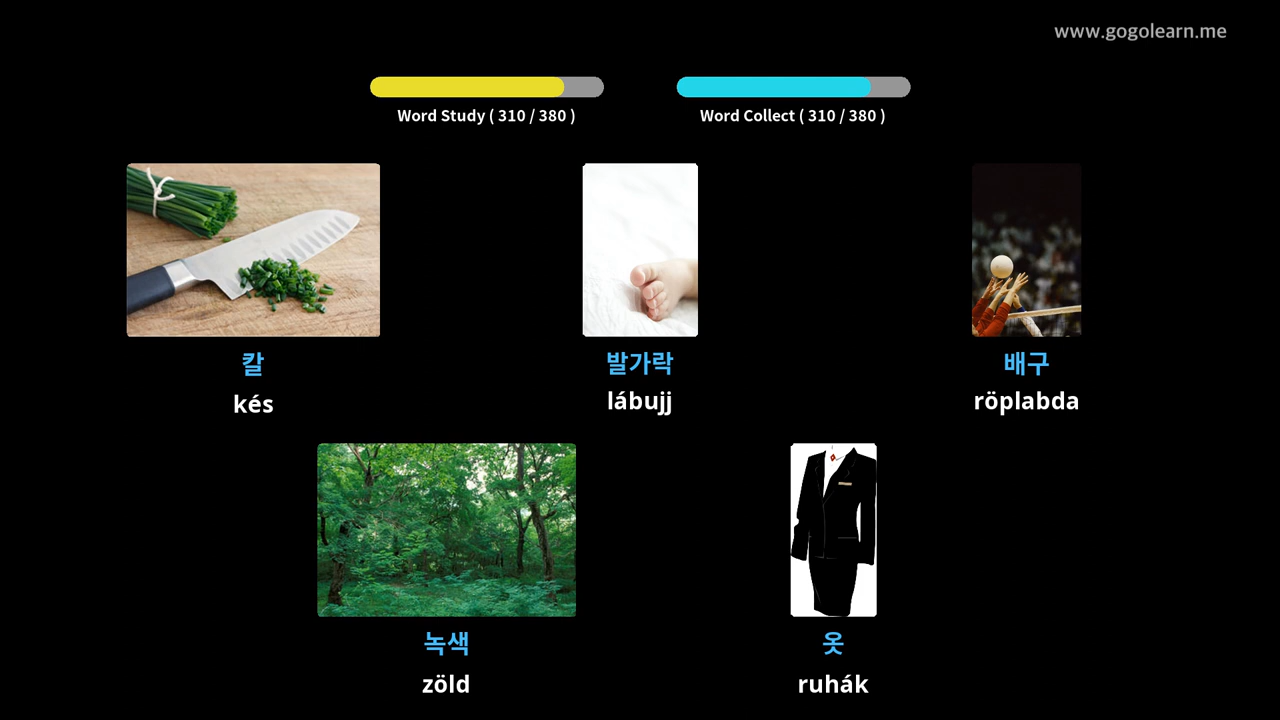 www.gogolearn.me
Word Study ( 310 / 380 )
Word Collect ( 310 / 380 )
칼
kés
발가락
lábujj
배구
röplabda
녹색
zöld
옷
ruhák